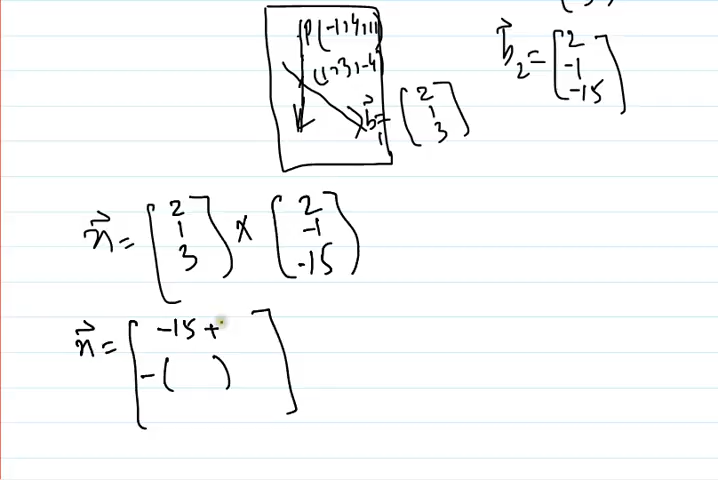 P(-1,4,1)
(1,3,-4
b⃗₁ = [2 1 3]
b⃗₂ = [2 -1 -15]
n⃗ = [2 1 3] × [2 -1 -15]
n⃗ = [-15 +
-( )]